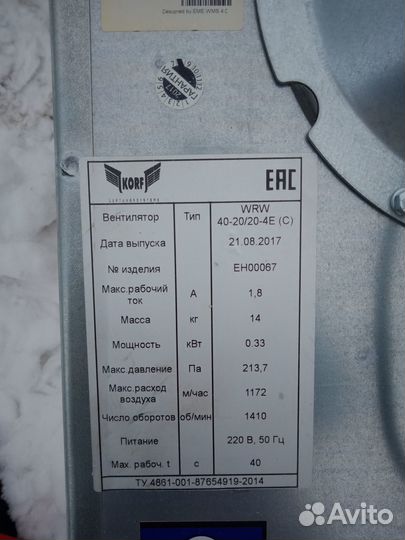 Designed by EME WMS 4.0
ГАРАНТИЯ
2017
KORF
EAC
Вентилятор Тип WRW 40-20/20-4E (C)
Дата выпуска 21.08.2017
№ изделия EH00067
Макс.рабочий ток А 1,8
Масса кг 14
Мощность кВт 0.33
Макс давление Па 213,7
Макс.расход воздуха м/час 1172
Число оборотов об/мин 1410
Питание 220 В, 50 Гц
Мах. рабоч. t с 40
ТУ 4861-001-87654919-2014
Avito